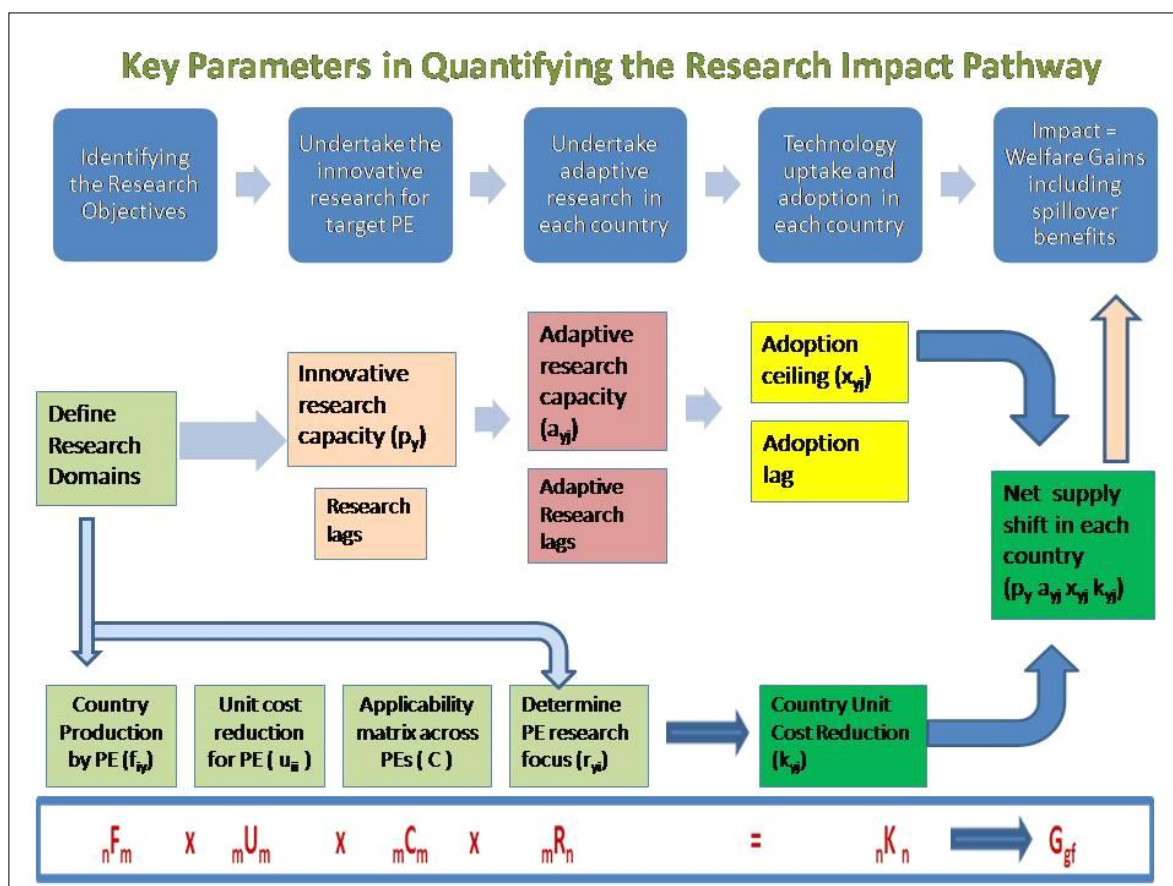 Key Parameters in Quantifying the Research Impact Pathway
Identifying
the Research
Objectives
Undertake the
innovative
research for
target PE
Undertake
adaptive
research in
each country
Technology
uptake and
adoption in
each country
Impact =
Welfare Gains
including
spillover
benefits
Define
Research
Domains
Innovative
research
capacity (py)
Research
lags
Adaptive
research
capacity
(ayj)
Adaptive
Research
lags
Adoption
ceiling (xyj)
Adoption
lag
Net supply
shift in each
country
(py ayj xyj kyj)
Country
Production
by PE (fiy)
Unit cost
reduction
for PE ( uii )
Applicability
matrix across
PEs ( C )
Determine
PE research
focus (ryi)
Country Unit
Cost Reduction
(kyj)
nFm x mUm x mCm x mRn = nKn Ggf